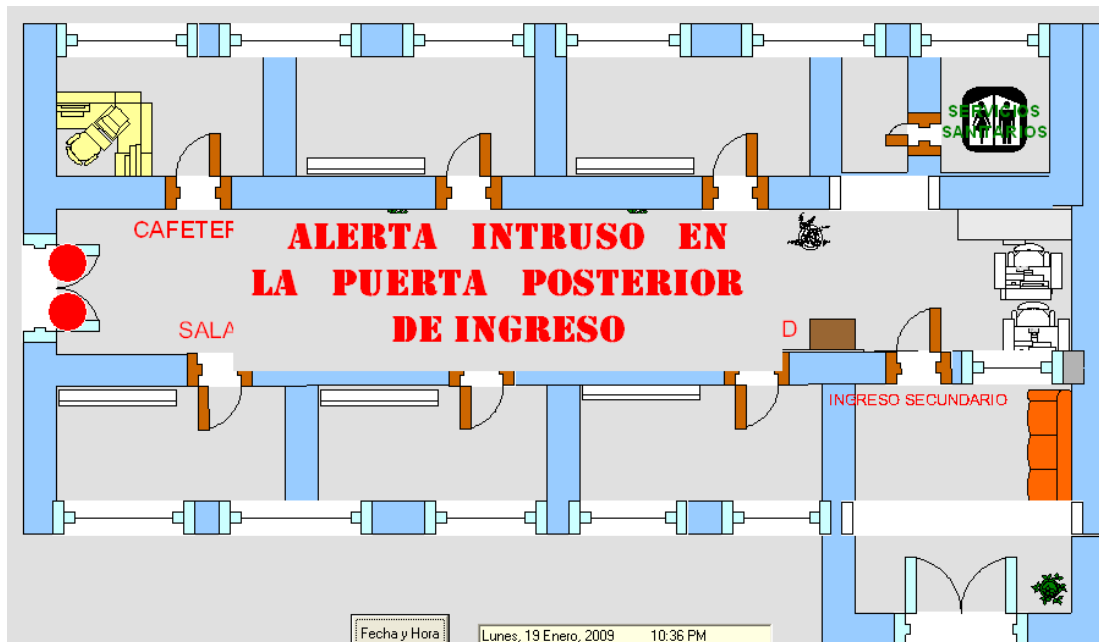 SERVICIOS
SANITARIOS
CAFETER
ALERTA INTRUSO EN
LA PUERTA POSTERIOR
DE INGRESO
SALA
D
INGRESO SECUNDARIO
Fecha y Hora
Lunes, 19 Enero, 2009 10:36 PM